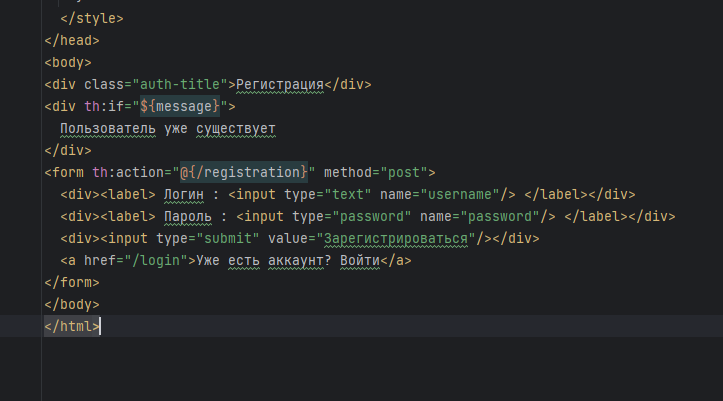 </style>
</head>
<body>
<div class="auth-title">Регистрация</div>
<div th:if="${message}">
Пользователь уже существует
</div>
<form th:action="@{/registration}" method="post">
<div><label> Логин : <input type="text" name="username"/> </label></div>
<div><label> Пароль : <input type="password" name="password"/> </label></div>
<div><input type="submit" value="Зарегистрироваться"/></div>
<a href="/login">Уже есть аккаунт? Войти</a>
</form>
</body>
</html>